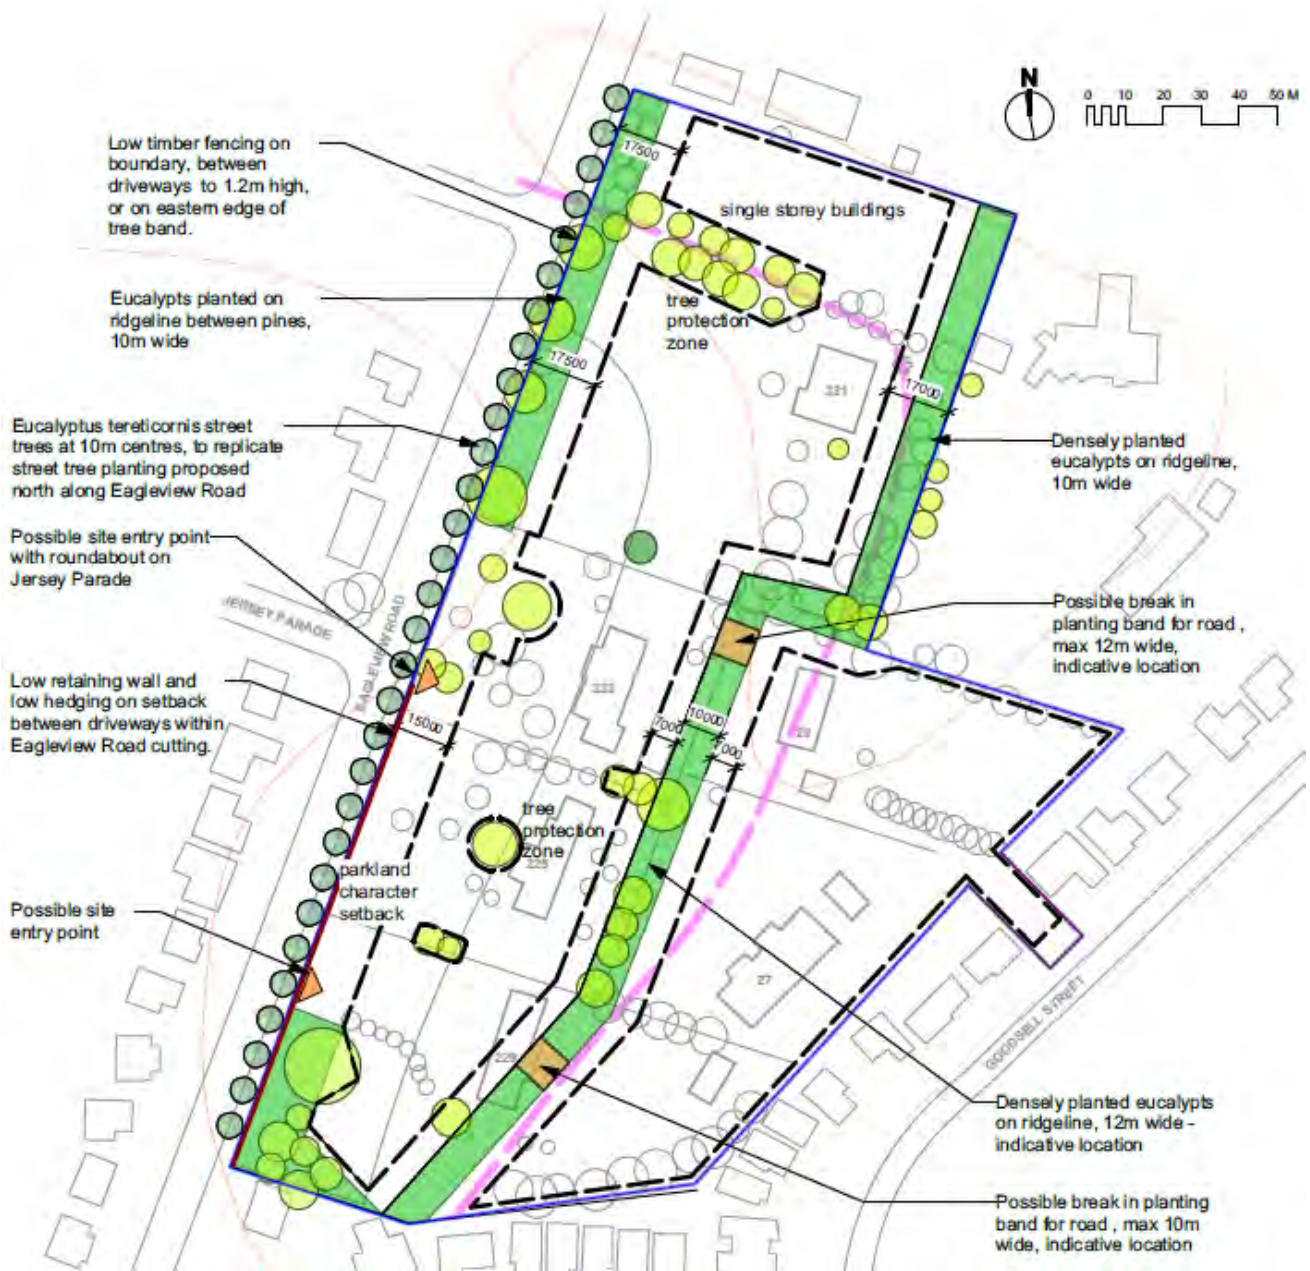 N
0 10 20 30 40 50 M
Low timber fencing on
boundary, between
driveways to 1.2m high,
or on eastern edge of
tree band.
17500
single storey buildings
Eucalypts planted on
ridgeline between pines,
10m wide
tree
protection
zone
17500
321
17000
Eucalyptus tereticornis street
trees at 10m centres, to replicate
street tree planting proposed
north along Eagleview Road
Densely planted
eucalypts on ridgeline,
10m wide
Possible site entry point
with roundabout on
Jersey Parade
JERSEY PARADE
EAGLEVIEW ROAD
Possible break in
planting band for road ,
max 12m wide,
indicative location
Low retaining wall and
low hedging on setback
between driveways within
Eagleview Road cutting.
15000
7000
10000
7000
tree
protection
zone
325
parkland
character
setback
Possible site
entry point
27
GOODSELL STREET
229
Densely planted eucalypts
on ridgeline, 12m wide -
indicative location
Possible break in planting
band for road , max 10m
wide, indicative location